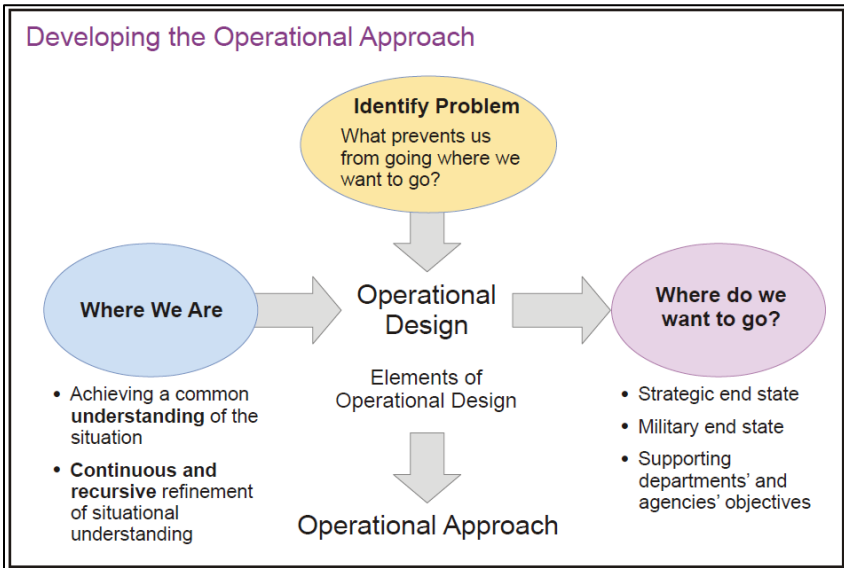 Developing the Operational Approach
Identify Problem
What prevents us
from going where we
want to go?
Where We Are
Operational
Design
Where do we
want to go?
• Achieving a common
understanding of the
situation
• Continuous and
recursive refinement
of situational
understanding
Elements of
Operational Design
• Strategic end state
• Military end state
• Supporting
departments' and
agencies' objectives
Operational Approach